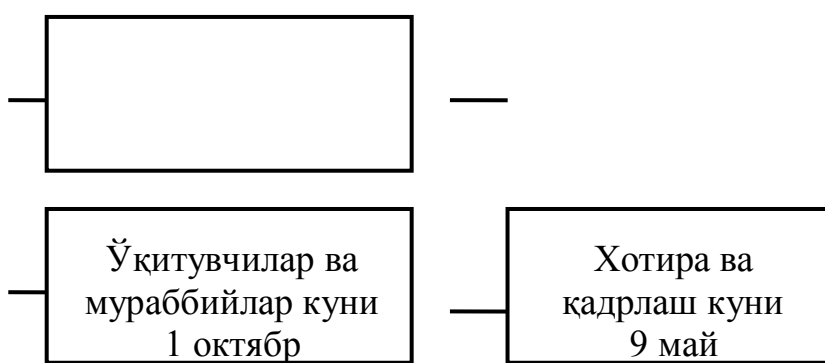 Ўқитувчилар ва
мураббийлар куни
1 октябр
Хотира ва
қадрлаш куни
9 май